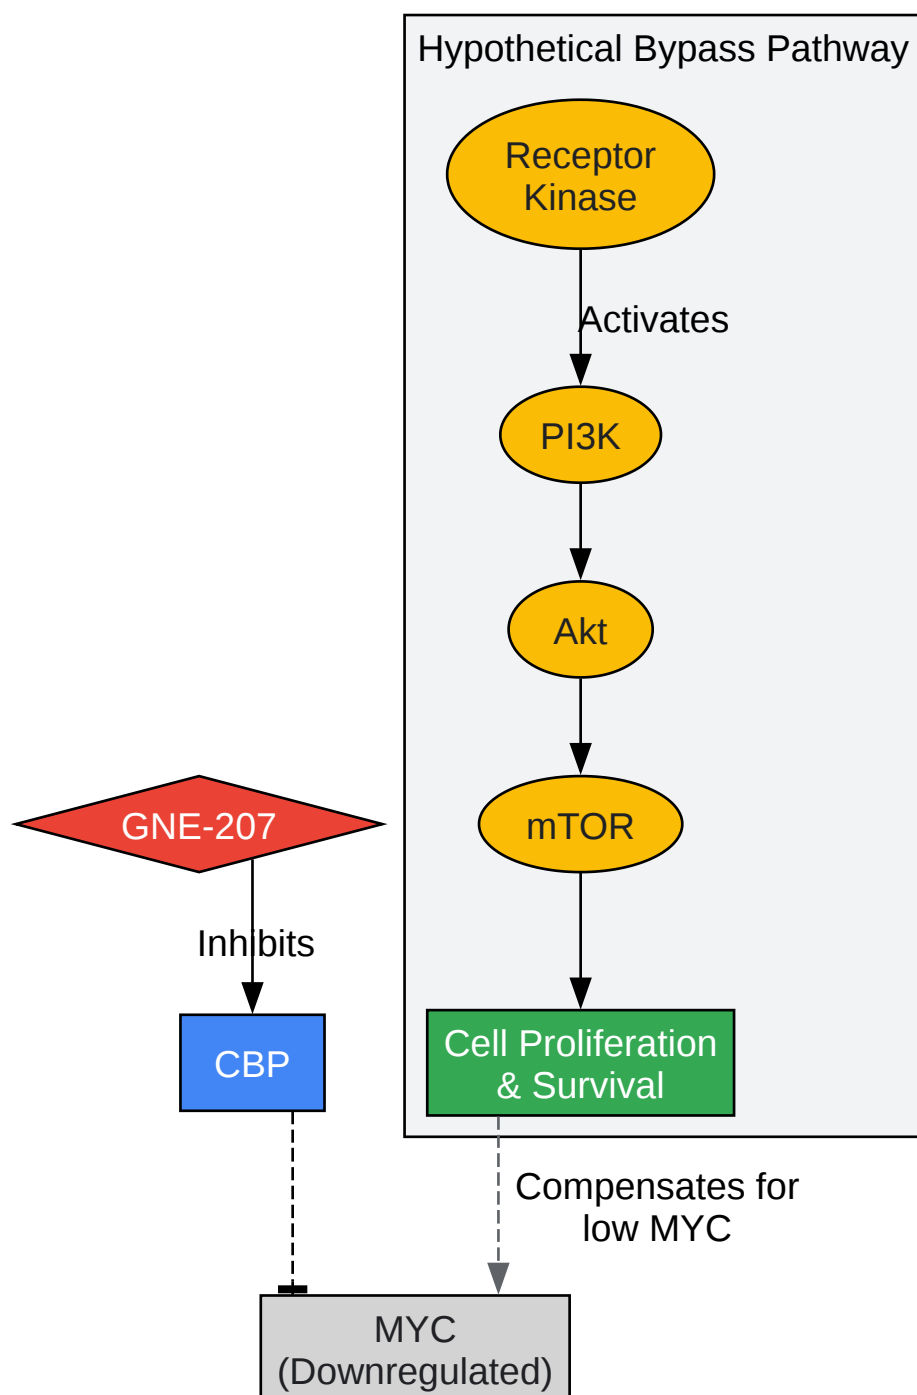 Hypothetical Bypass Pathway
Receptor
Kinase
Activates
PI3K
Akt
mTOR
GNE-207
Inhibits
CBP
Cell Proliferation
& Survival
Compensates for
low MYC
MYC
(Downregulated)